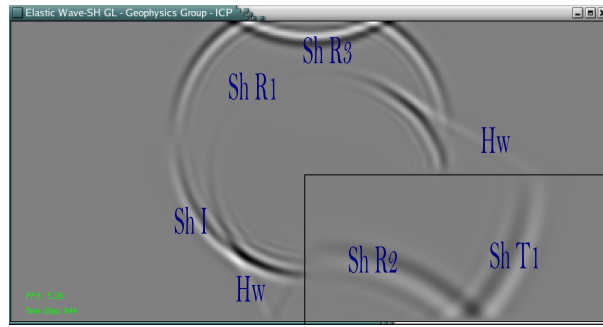 Elastic Wave-SH GL - Geophysics Group - ICP
Sh R3
Sh R1
Hw
Sh I
Sh R2
Sh T1
Hw